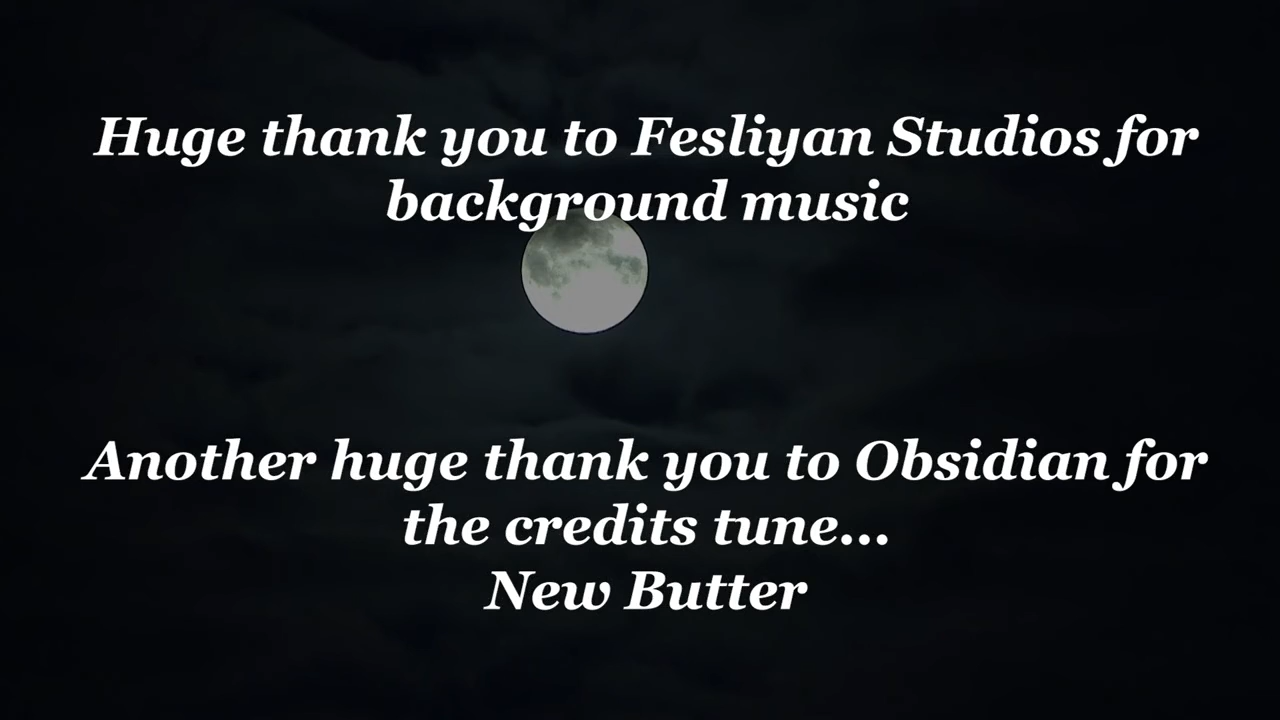 Huge thank you to Fesliyan Studios for
background music
Another huge thank you to Obsidian for
the credits tune...
New Butter